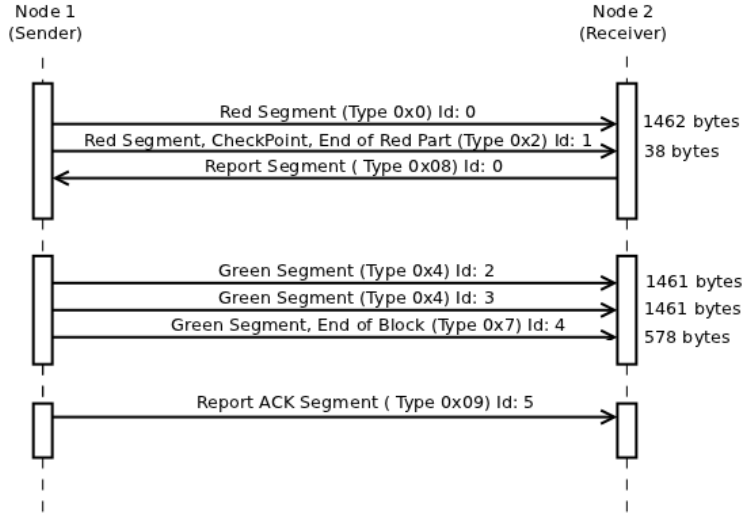 Node 1
(Sender)
Node 2
(Receiver)
Red Segment (Type 0x0) Id: 0
1462 bytes
Red Segment, CheckPoint, End of Red Part (Type 0x2) Id: 1
38 bytes
Report Segment ( Type 0x08) Id: 0
Green Segment (Type 0x4) Id: 2
1461 bytes
Green Segment (Type 0x4) Id: 3
1461 bytes
Green Segment, End of Block (Type 0x7) Id: 4
578 bytes
Report ACK Segment ( Type 0x09) Id: 5